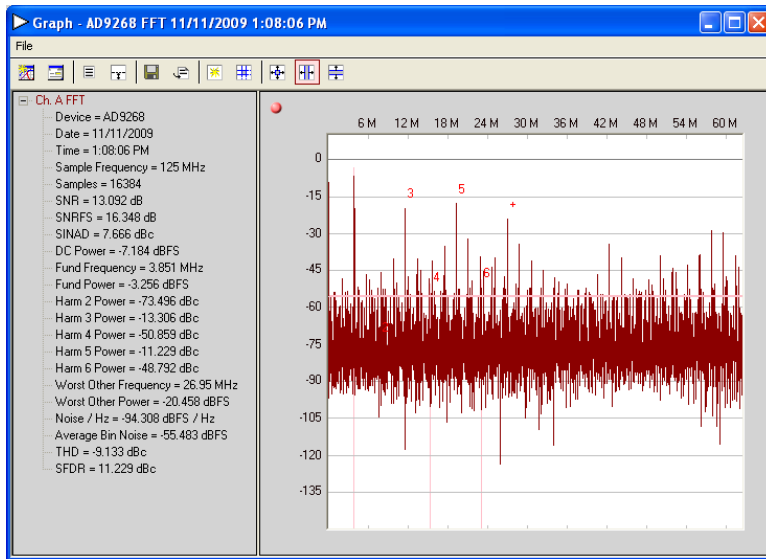 Graph - AD9268 FFT 11/11/2009 1:08:06 PM
File
Ch. A FFT
Device = AD9268
Date = 11/11/2009
Time = 1:08:06 PM
Sample Frequency = 125 MHz
Samples = 16384
SNR = 13.092 dB
SNRFS = 16.348 dB
SINAD = 7.666 dBc
DC Power = -7.184 dBFS
Fund Frequency = 3.851 MHz
Fund Power = -3.256 dBFS
Harm 2 Power = -73.496 dBc
Harm 3 Power = -13.306 dBc
Harm 4 Power = -50.859 dBc
Harm 5 Power = -11.229 dBc
Harm 6 Power = -48.792 dBc
Worst Other Frequency = 26.95 MHz
Worst Other Power = -20.458 dBFS
Noise / Hz = -94.308 dBFS / Hz
Average Bin Noise = -55.483 dBFS
THD = -9.133 dBc
SFDR = 11.229 dBc
6 M 12 M 18 M 24 M 30 M 36 M 42 M 48 M 54 M 60 M
0
-15
-30
-45
-60
-75
-90
-105
-120
-135
3
5
+
4
6
2